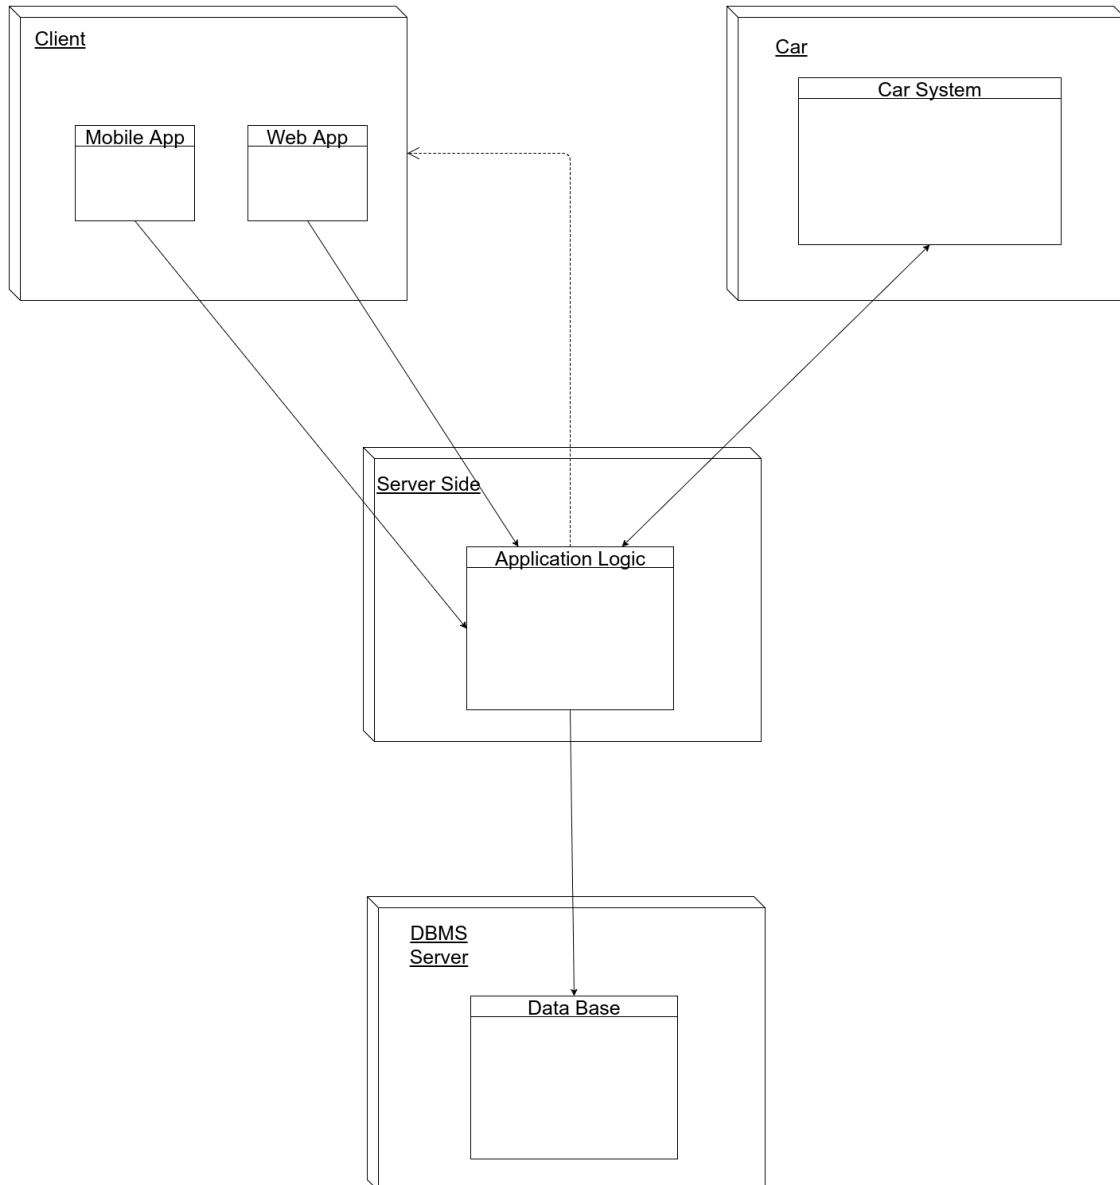 Client
Mobile App
Web App
Car
Car System
Server Side
Application Logic
DBMS
Server
Data Base